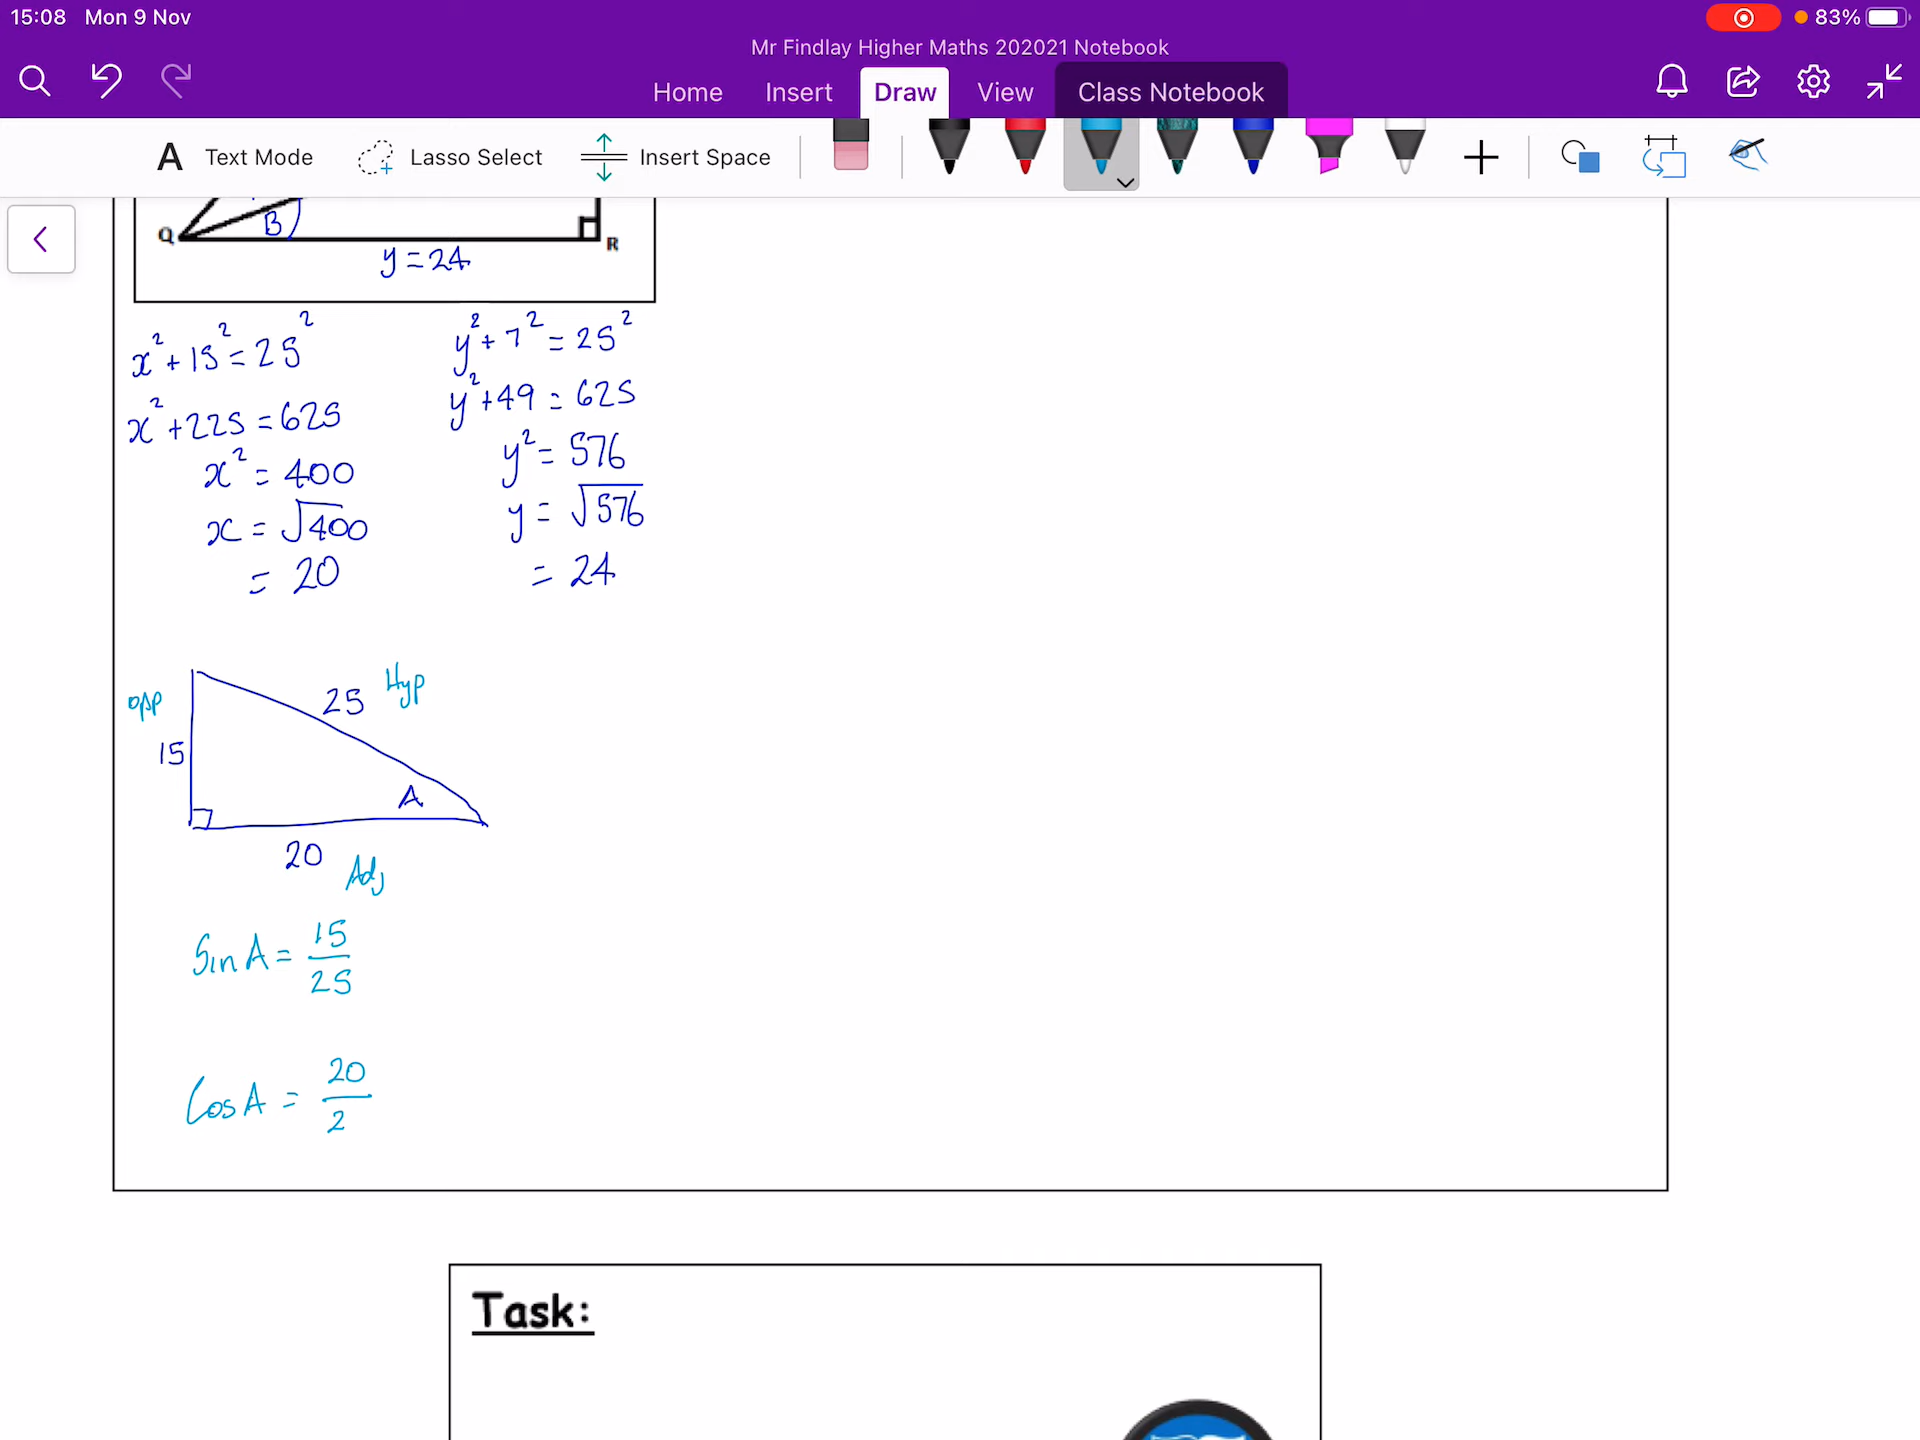 15:08 Mon 9 Nov
83%
Mr Findlay Higher Maths 202021 Notebook
Home Insert Draw View Class Notebook
A Text Mode Lasso Select Insert Space
Q B R
y = 24
x² + 15² = 25²
x² + 225 = 625
x² = 400
x = √400
= 20
y² + 7² = 25²
y² + 49 = 625
y² = 576
y = √576
= 24
opp 25 Hyp
15
A
20 Adj
Sin A = 15/25
Cos A = 20/2
Task: